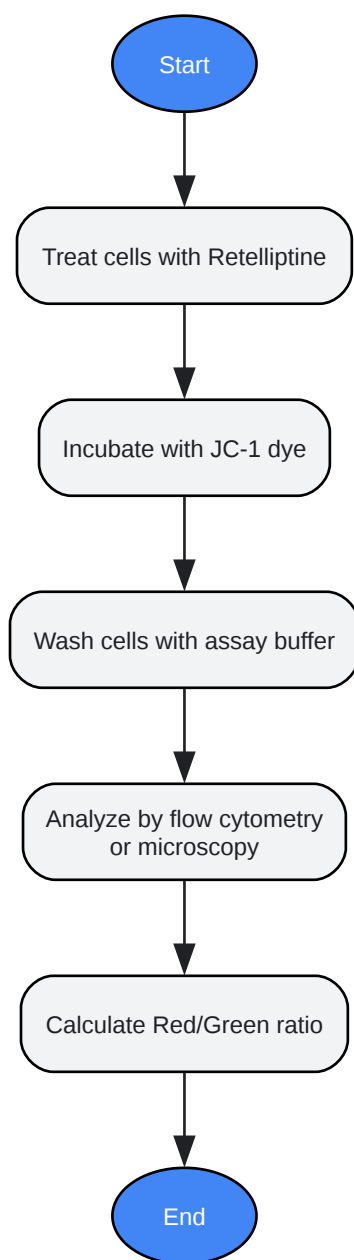 Start
Treat cells with Retelliptine
Incubate with JC-1 dye
Wash cells with assay buffer
Analyze by flow cytometry
or microscopy
Calculate Red/Green ratio
End